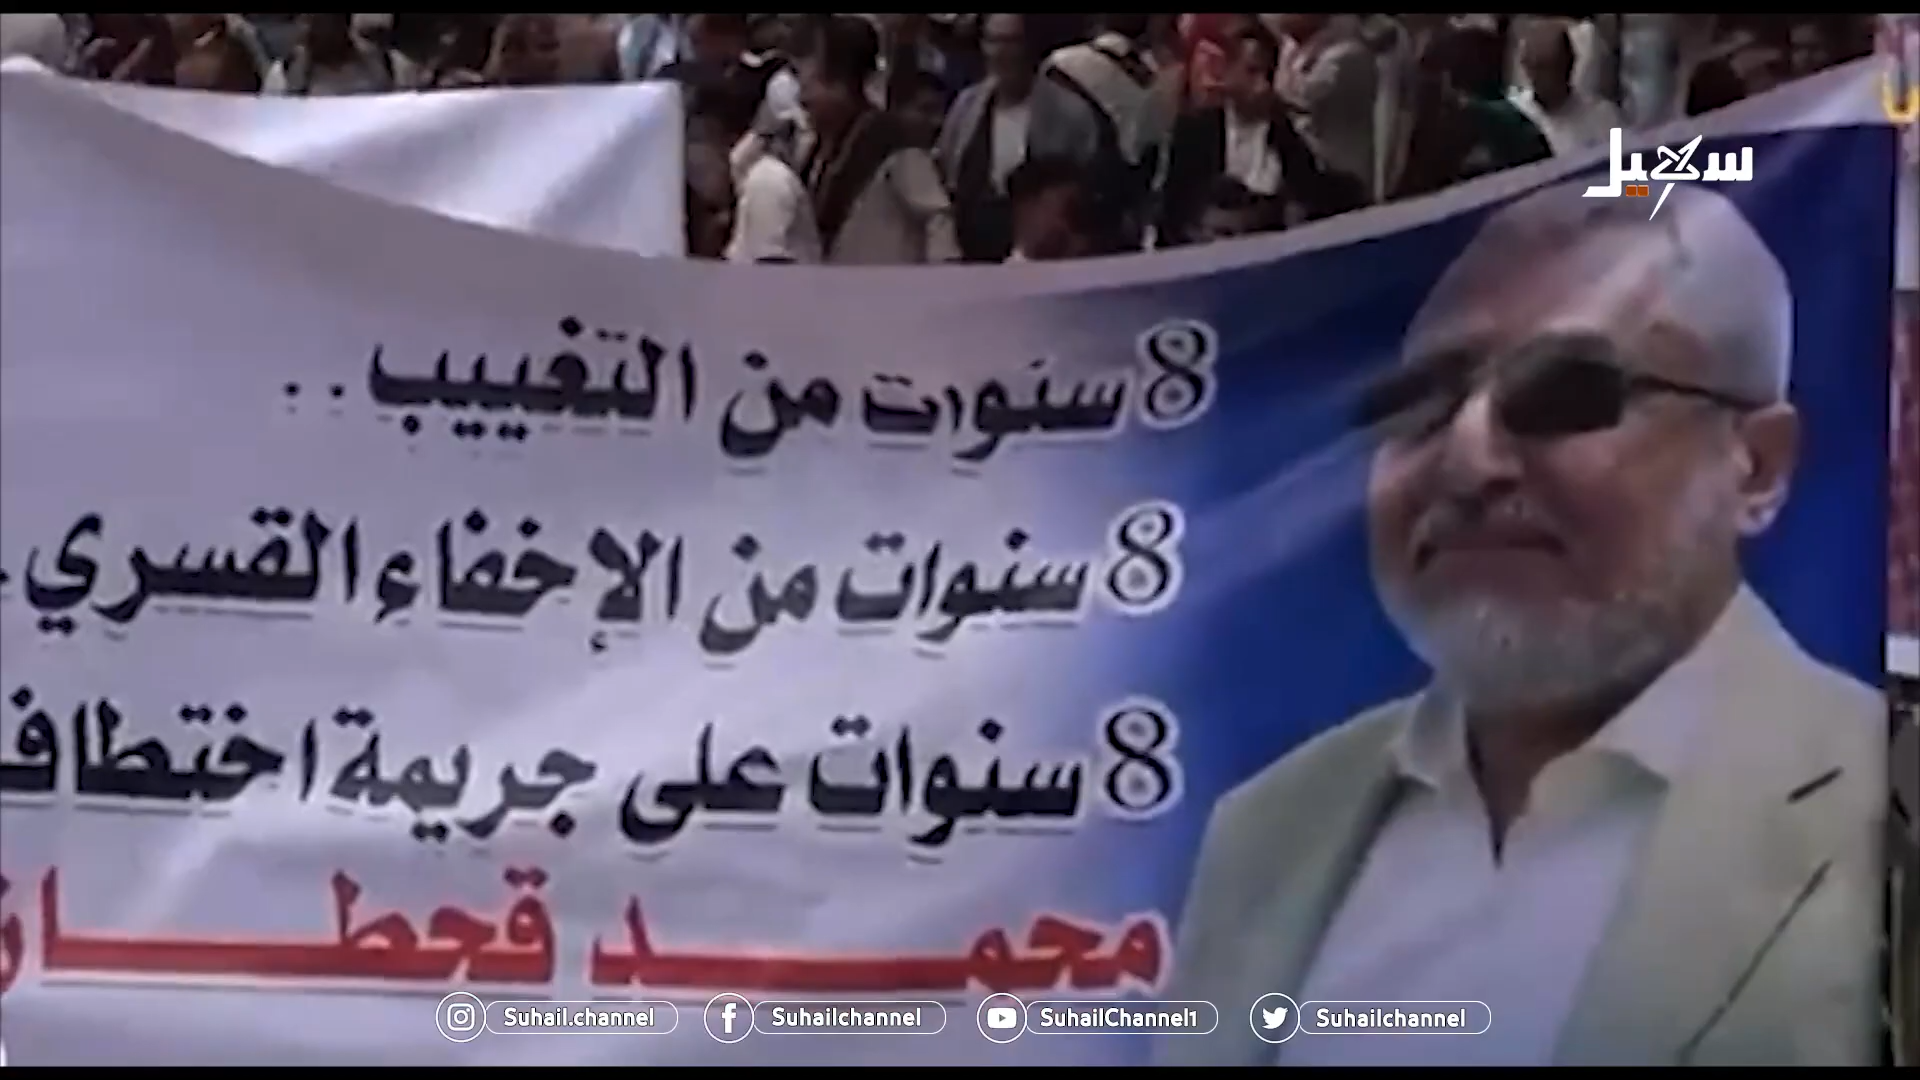 سهيل
8 سنوات من التغييب ..
8 سنوات من الإخفاء القسري
8 سنوات على جريمة اختطاف
محمد قحطان
Suhail.channel
Suhailchannel
SuhailChannel1
Suhailchannel